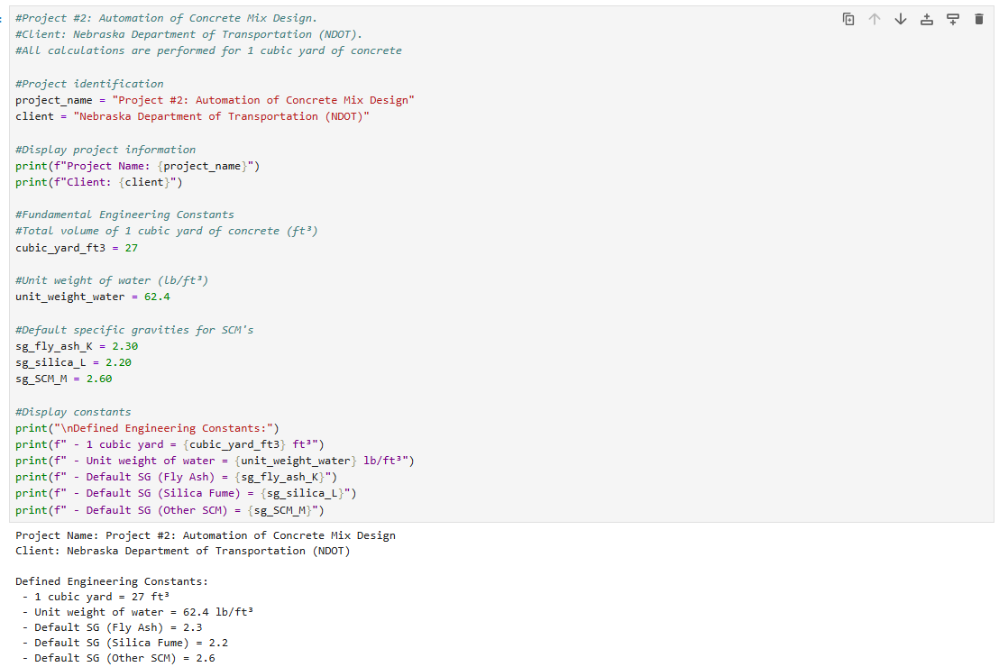 #Project #2: Automation of Concrete Mix Design.
#Client: Nebraska Department of Transportation (NDOT).
#All calculations are performed for 1 cubic yard of concrete

#Project identification
project_name = "Project #2: Automation of Concrete Mix Design"
client = "Nebraska Department of Transportation (NDOT)"

#Display project information
print(f"Project Name: {project_name}")
print(f"Client: {client}")

#Fundamental Engineering Constants
#Total volume of 1 cubic yard of concrete (ft³)
cubic_yard_ft3 = 27

#Unit weight of water (lb/ft³)
unit_weight_water = 62.4

#Default specific gravities for SCM's
sg_fly_ash_K = 2.30
sg_silica_L = 2.20
sg_SCM_M = 2.60

#Display constants
print("\nDefined Engineering Constants:")
print(f" - 1 cubic yard = {cubic_yard_ft3} ft³")
print(f" - Unit weight of water = {unit_weight_water} lb/ft³")
print(f" - Default SG (Fly Ash) = {sg_fly_ash_K}")
print(f" - Default SG (Silica Fume) = {sg_silica_L}")
print(f" - Default SG (Other SCM) = {sg_SCM_M}")
Project Name: Project #2: Automation of Concrete Mix Design
Client: Nebraska Department of Transportation (NDOT)

Defined Engineering Constants:
 - 1 cubic yard = 27 ft³
 - Unit weight of water = 62.4 lb/ft³
 - Default SG (Fly Ash) = 2.3
 - Default SG (Silica Fume) = 2.2
 - Default SG (Other SCM) = 2.6